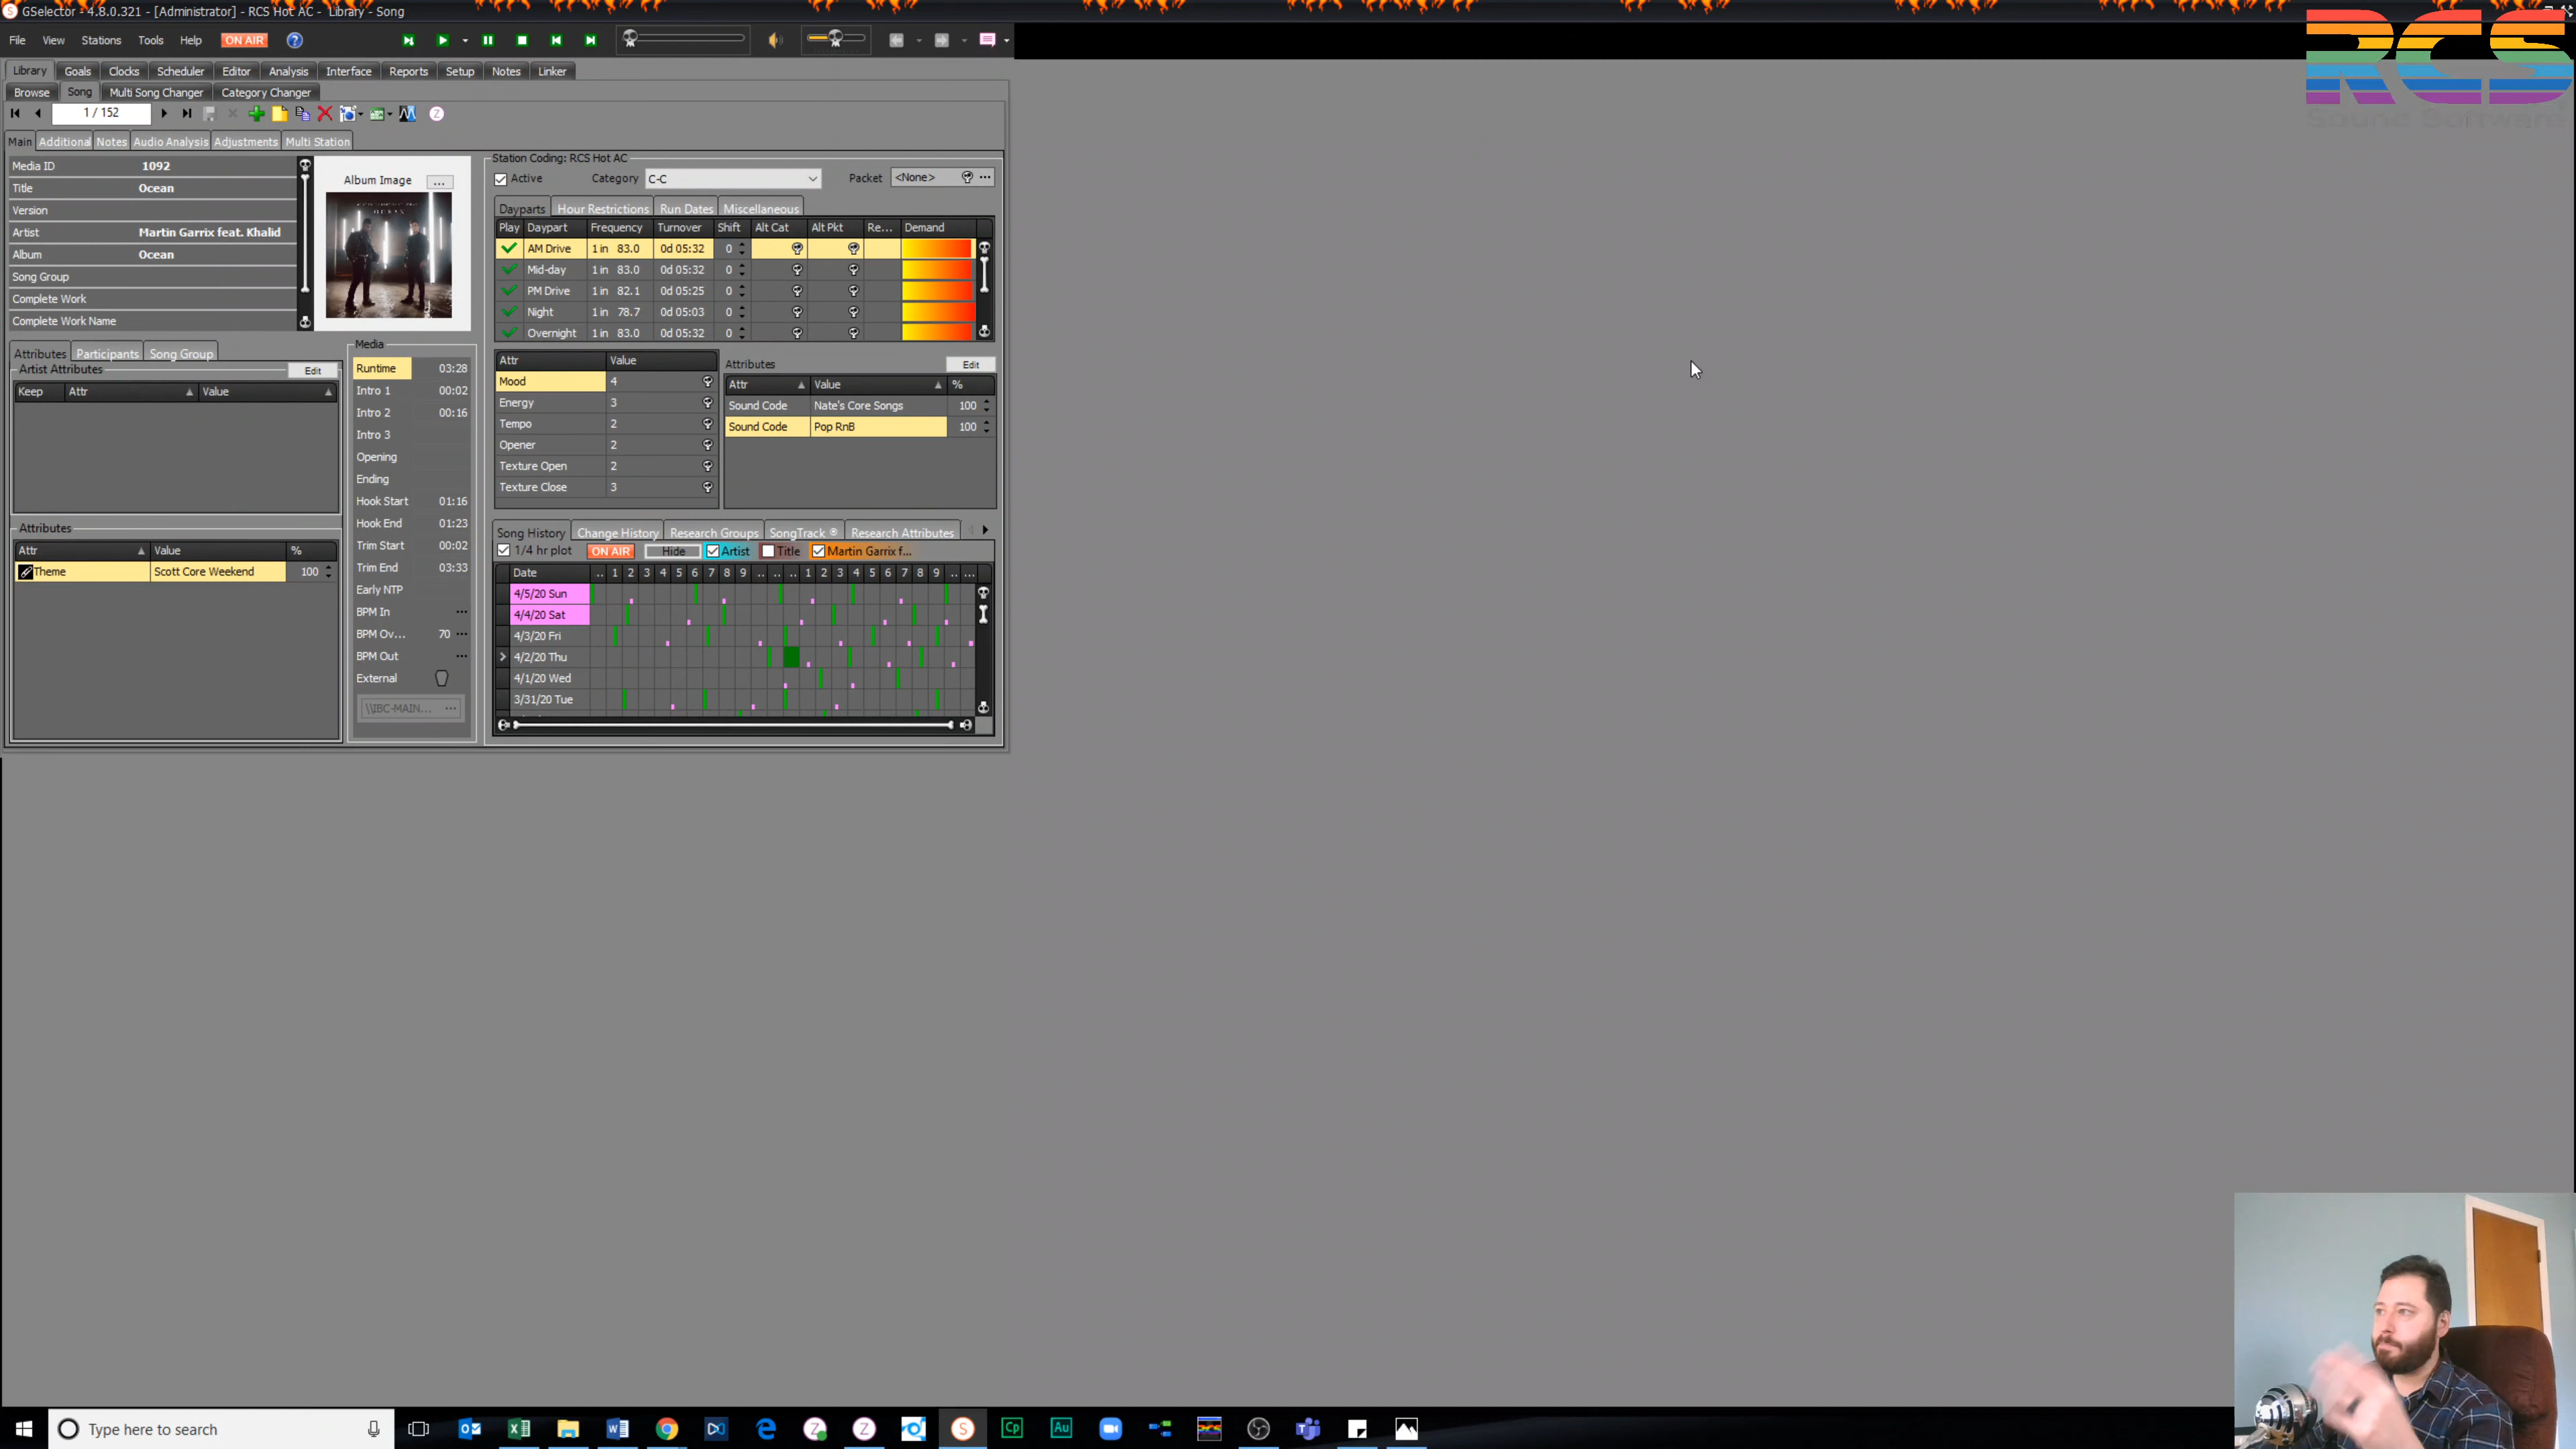 GSelector - 4.8.0.321 - [Administrator] - RCS Hot AC - Library - Song
File View Stations Tools Help ON AIR
RCS
Sound Software
Library Goals Clocks Scheduler Editor Analysis Interface Reports Setup Notes Linker
Browse Song Multi Song Changer Category Changer
1 / 152
Main Additional Notes Audio Analysis Adjustments Multi Station
Media ID 1092
Title Ocean
Version
Artist Martin Garrix feat. Khalid
Album Ocean
Song Group
Complete Work
Complete Work Name
Album Image ...
Station Coding: RCS Hot AC
Active Category C-C Packet <None> ...
Dayparts Hour Restrictions Run Dates Miscellaneous
Play Daypart Frequency Turnover Shift Alt Cat Alt Pkt Re... Demand
AM Drive 1 in 83.0 0d 05:32 0
Mid-day 1 in 83.0 0d 05:32 0
PM Drive 1 in 82.1 0d 05:25 0
Night 1 in 78.7 0d 05:03 0
Overnight 1 in 83.0 0d 05:32 0
Attributes Participants Song Group
Artist Attributes Edit
Keep Attr Value
Attributes
Attr Value %
Theme Scott Core Weekend 100
Media
Runtime 03:28
Intro 1 00:02
Intro 2 00:16
Intro 3
Opening
Ending
Hook Start 01:16
Hook End 01:23
Trim Start 00:02
Trim End 03:33
Early NTP
BPM In ...
BPM Ov... 70 ...
BPM Out ...
External
\\IBC-MAIN... ...
Attr Value
Mood 4
Energy 3
Tempo 2
Opener 2
Texture Open 2
Texture Close 3
Attributes Edit
Attr Value %
Sound Code Nate's Core Songs 100
Sound Code Pop RnB 100
Song History Change History Research Groups SongTrack ® Research Attributes
1/4 hr plot ON AIR Hide Artist Title Martin Garrix f...
Date .. 1 2 3 4 5 6 7 8 9 .. .. .. 1 2 3 4 5 6 7 8 9 .. ...
4/5/20 Sun
4/4/20 Sat
4/3/20 Fri
4/2/20 Thu
4/1/20 Wed
3/31/20 Tue
Type here to search